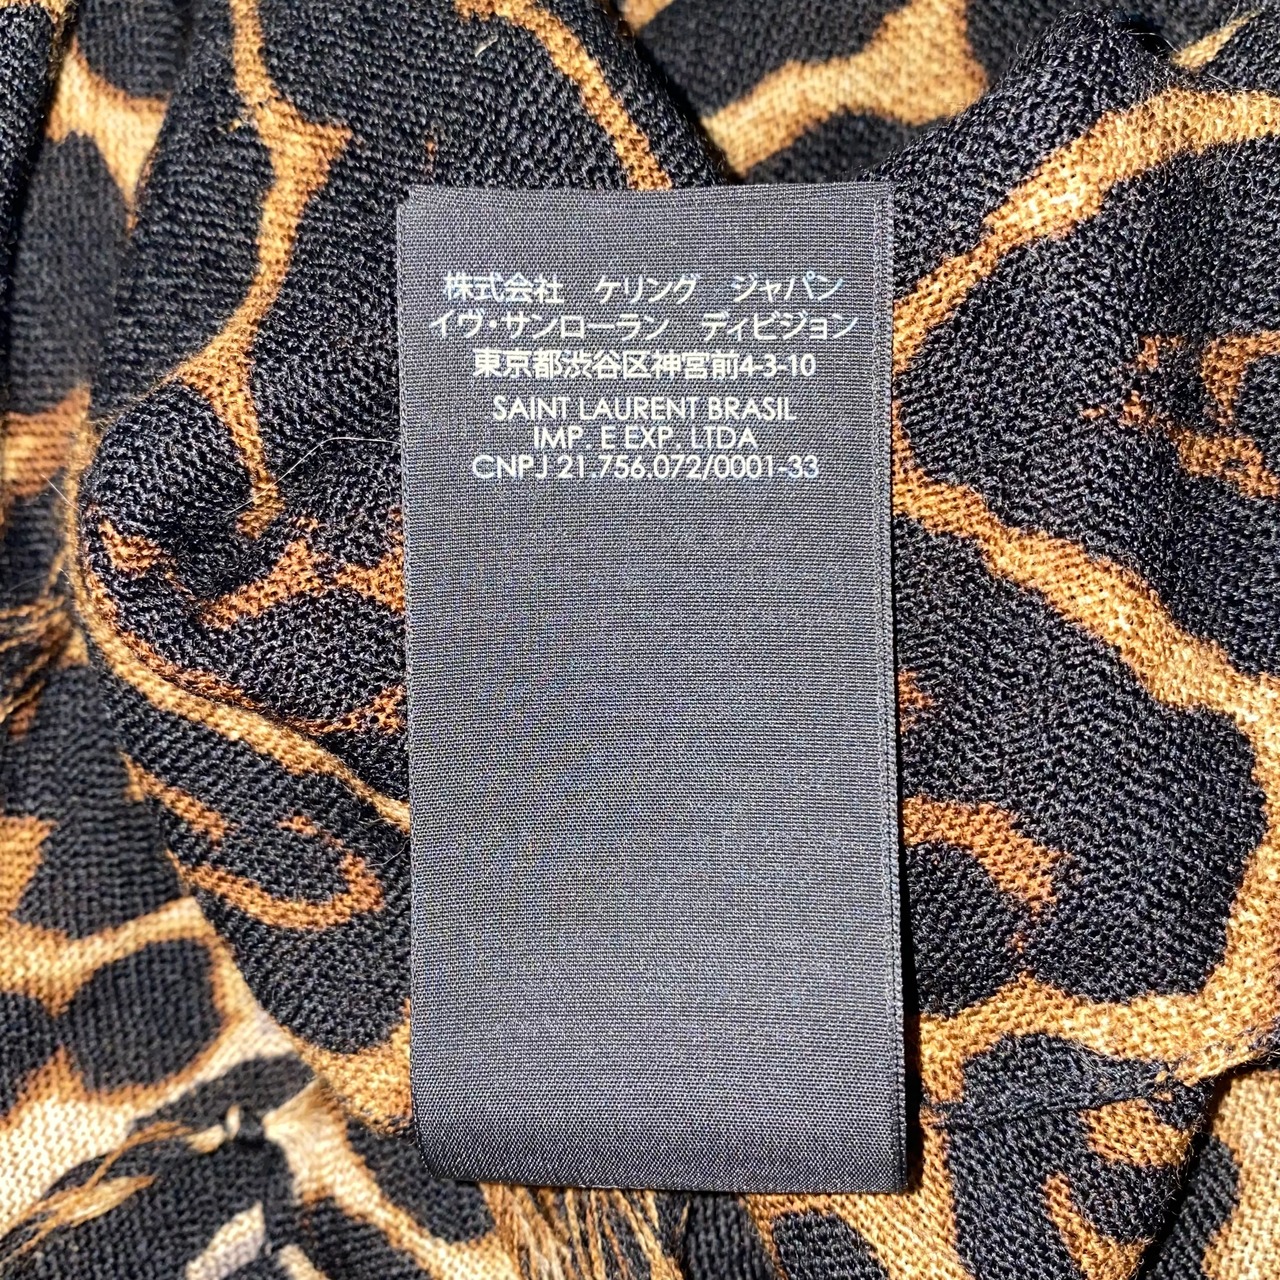 株式会社 ケリング ジャパン
イヴ・サンローラン ディビジョン
東京都渋谷区神宮前4-3-10
SAINT LAURENT BRASIL
IMP. E EXP. LTDA
CNPJ 21.756.072/0001-33